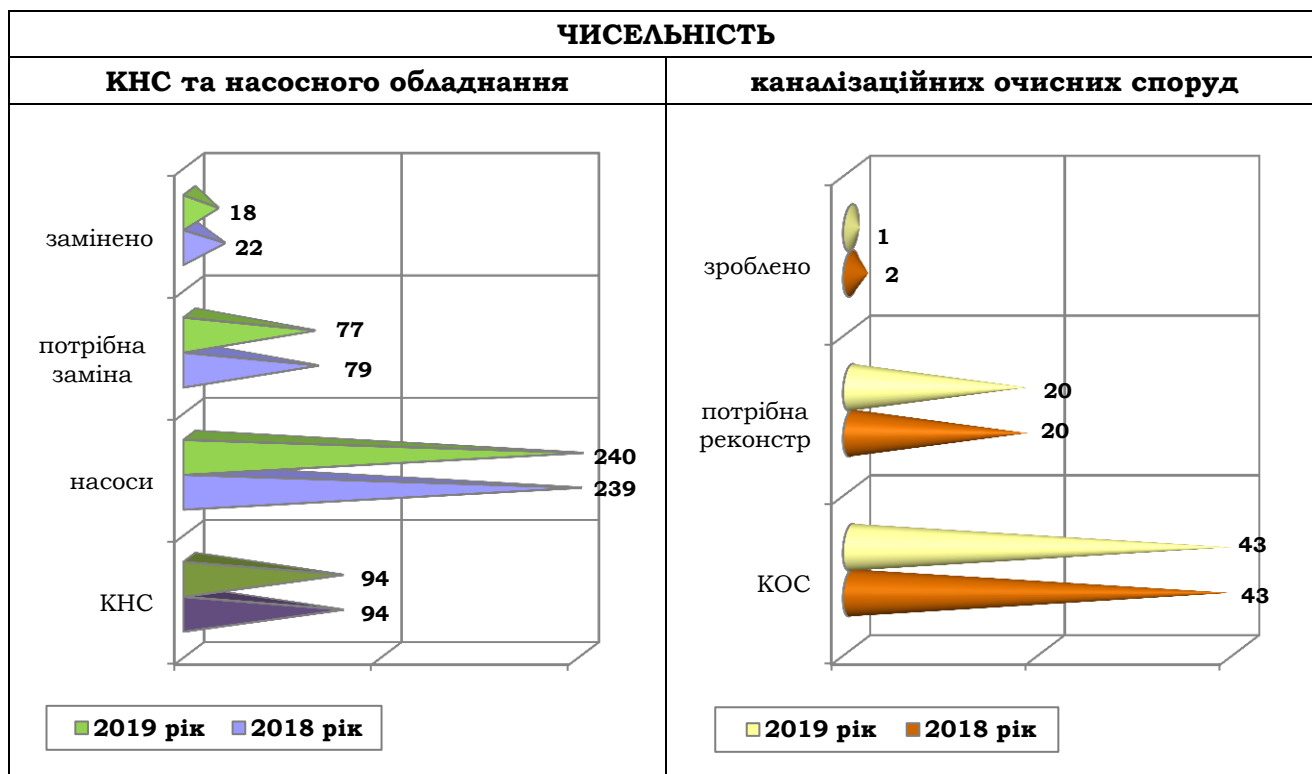 ЧИСЕЛЬНІСТЬ
КНС та насосного обладнання
каналізаційних очисних споруд
замінено
18
22
потрібна
заміна
77
79
насоси
240
239
КНС
94
94
2019 рік
2018 рік
зроблено
1
2
потрібна
реконстр
20
20
КОС
43
43
2019 рік
2018 рік